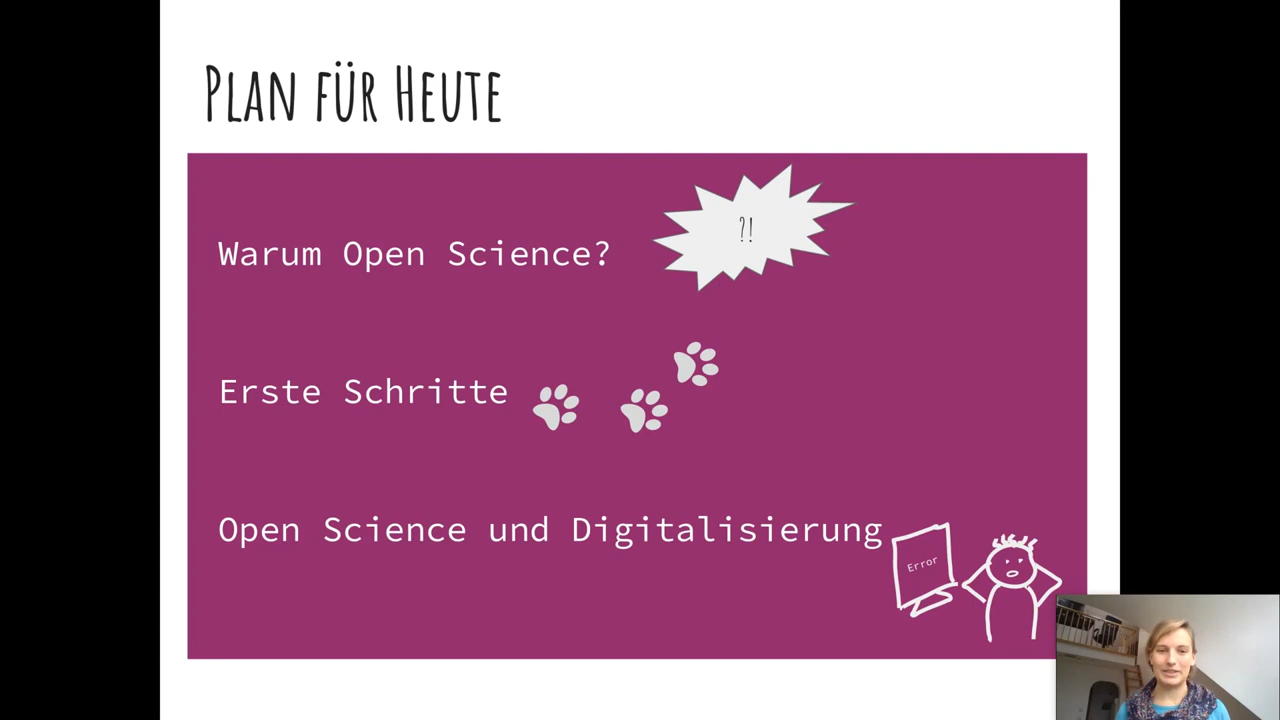 Plan für Heute
Warum Open Science?
?!
Erste Schritte
Open Science und Digitalisierung
Error